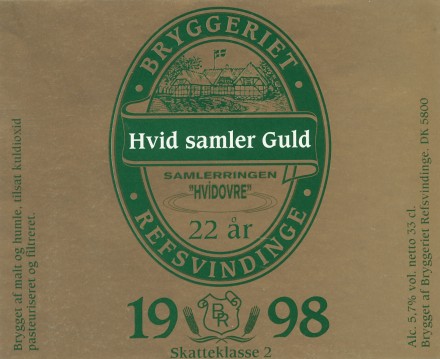 BRYGGERIET
Hvid samler Guld
SAMLERRINGEN
"HVIDOVRE"
22 år
REFSVINDINGE
19 BR 98
Skatteklasse 2
Brygget af malt og humle, tilsat kuldioxid
pasteuriseret og filtreret.
Alc. 5,7% vol. netto 33 cl.
Brygget af Bryggeriet Refsvindinge. DK 5800